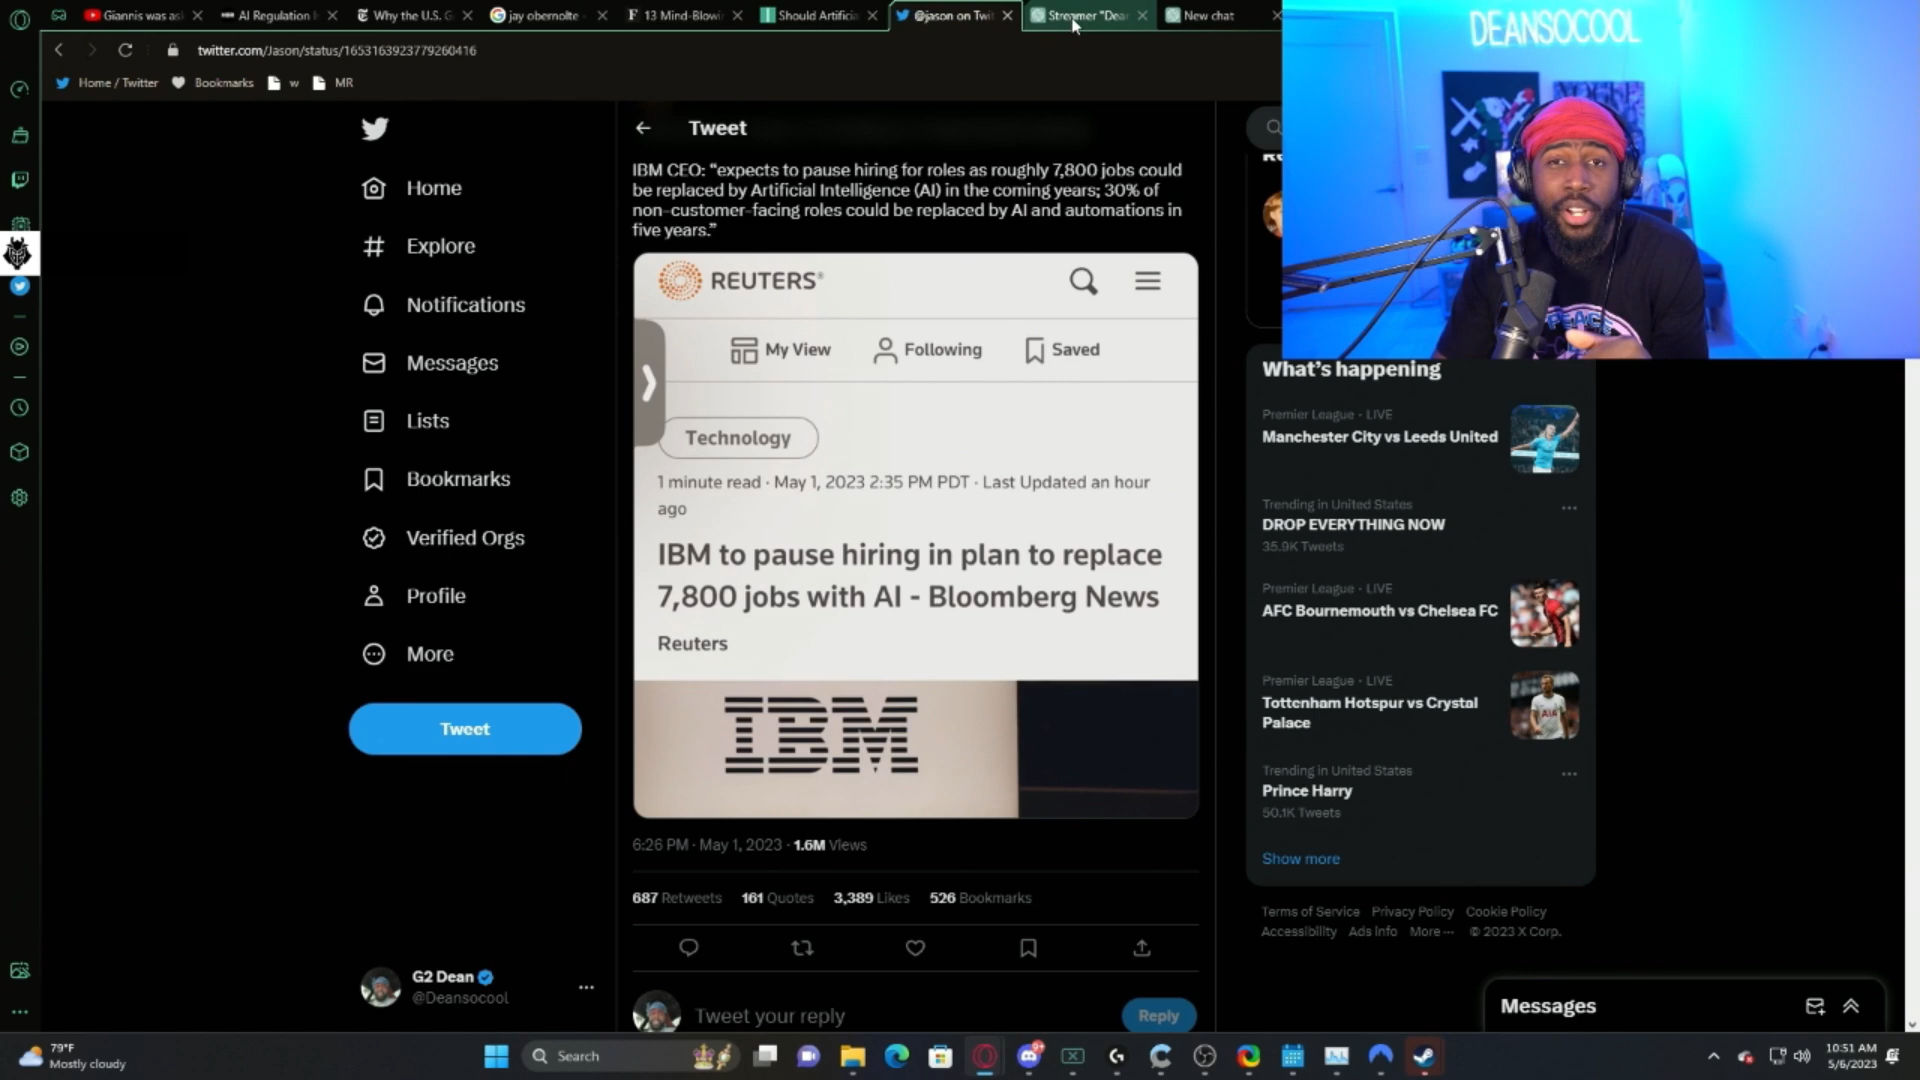 Giannis was as
AI Regulation
Why the U.S. G
jay obernolte
13 Mind-Blowi
Should Artificia
@jason on Twi
Streamer "Dea
New chat
twitter.com/Jason/status/1653163923779260416
Home / Twitter
Bookmarks
w
MR
DEANSOCOOL
PEACE
Tweet
Home
Explore
Notifications
Messages
Lists
Bookmarks
Verified Orgs
Profile
More
Tweet
G2 Dean
@Deansocool
IBM CEO: “expects to pause hiring for roles as roughly 7,800 jobs could
be replaced by Artificial Intelligence (AI) in the coming years; 30% of
non-customer-facing roles could be replaced by AI and automations in
five years.”
REUTERS®
My View
Following
Saved
Technology
1 minute read · May 1, 2023 2:35 PM PDT · Last Updated an hour
ago
IBM to pause hiring in plan to replace
7,800 jobs with AI - Bloomberg News
Reuters
IBM
6:26 PM · May 1, 2023 · 1.6M Views
687 Retweets 161 Quotes 3,389 Likes 526 Bookmarks
Tweet your reply
Reply
What’s happening
Premier League · LIVE
Manchester City vs Leeds United
Trending in United States
DROP EVERYTHING NOW
35.9K Tweets
Premier League · LIVE
AFC Bournemouth vs Chelsea FC
Premier League · LIVE
Tottenham Hotspur vs Crystal
Palace
Trending in United States
Prince Harry
50.1K Tweets
Show more
Terms of Service Privacy Policy Cookie Policy
Accessibility Ads info More ··· © 2023 X Corp.
Messages
79°F
Mostly cloudy
Search
10:51 AM
5/6/2023